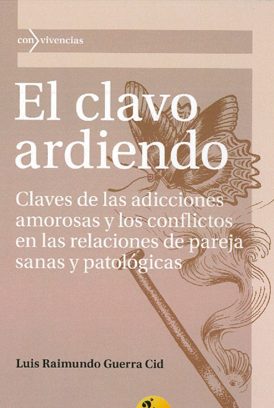 con vivencias
El clavo
ardiendo
Claves de las adicciones
amorosas y los conflictos
en las relaciones de pareja
sanas y patológicas
Luis Raimundo Guerra Cid
2ª